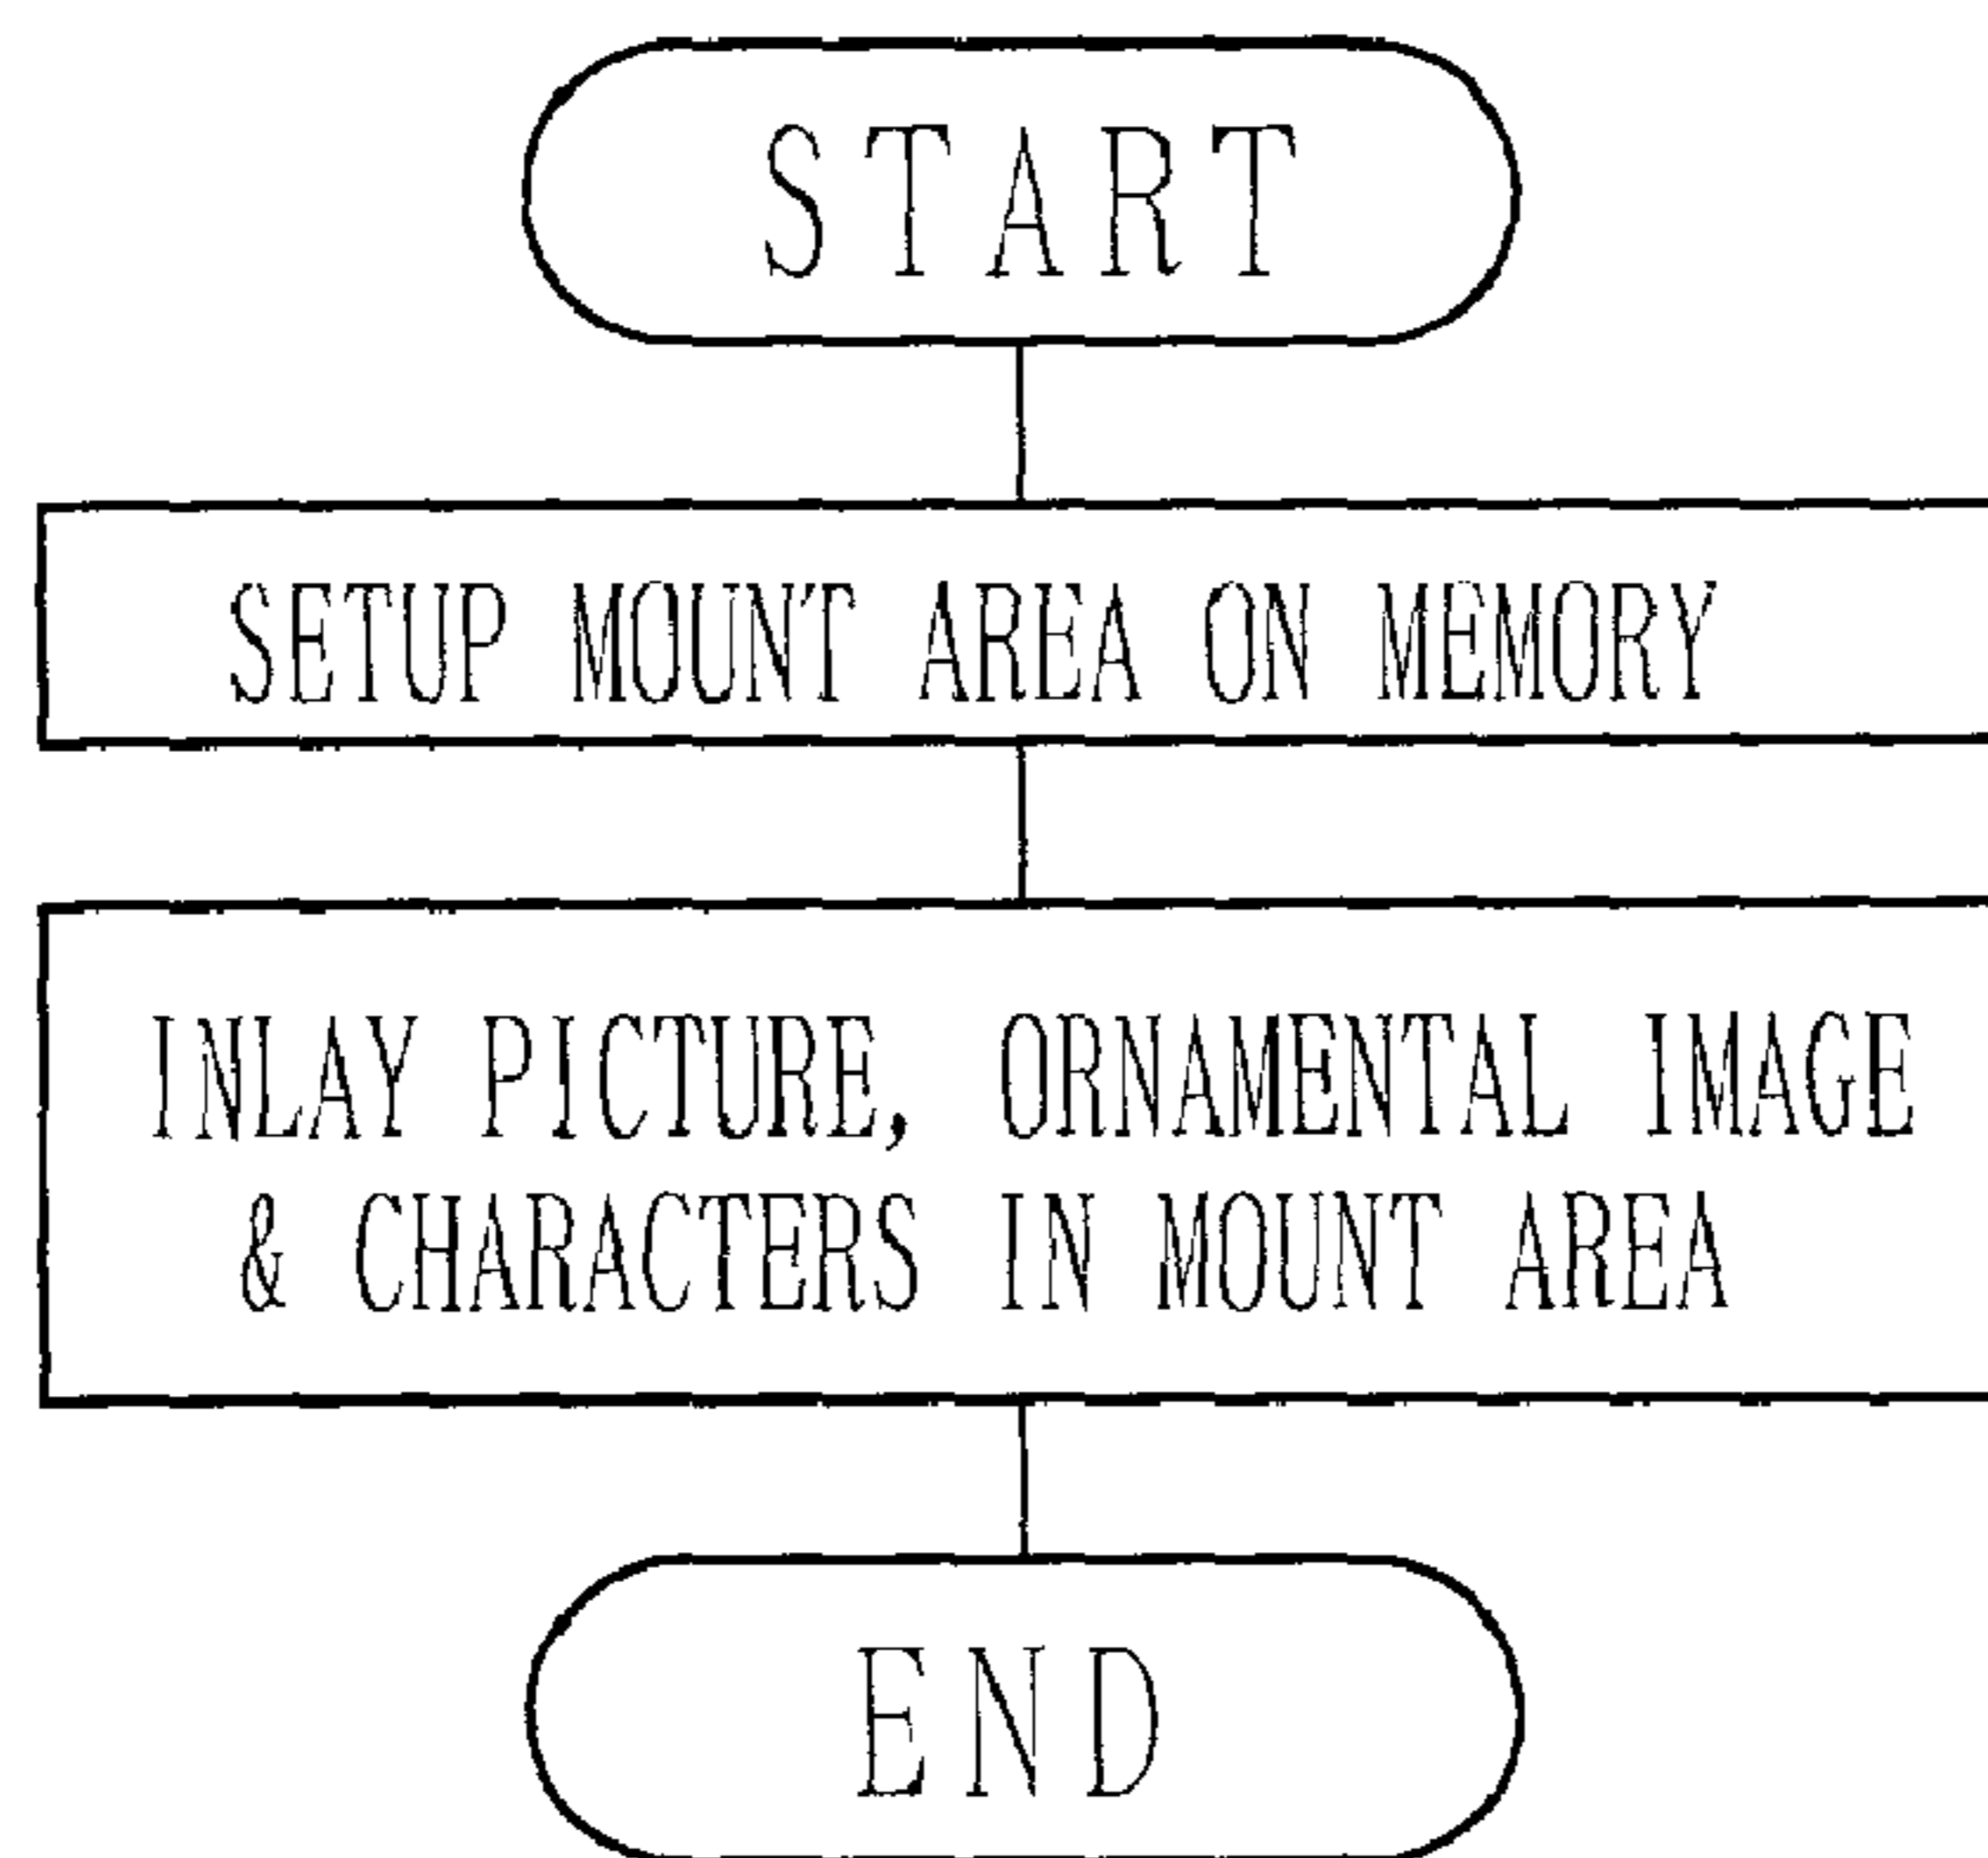 START
SETUP MOUNT AREA ON MEMORY
INLAY PICTURE, ORNAMENTAL IMAGE
& CHARACTERS IN MOUNT AREA
END